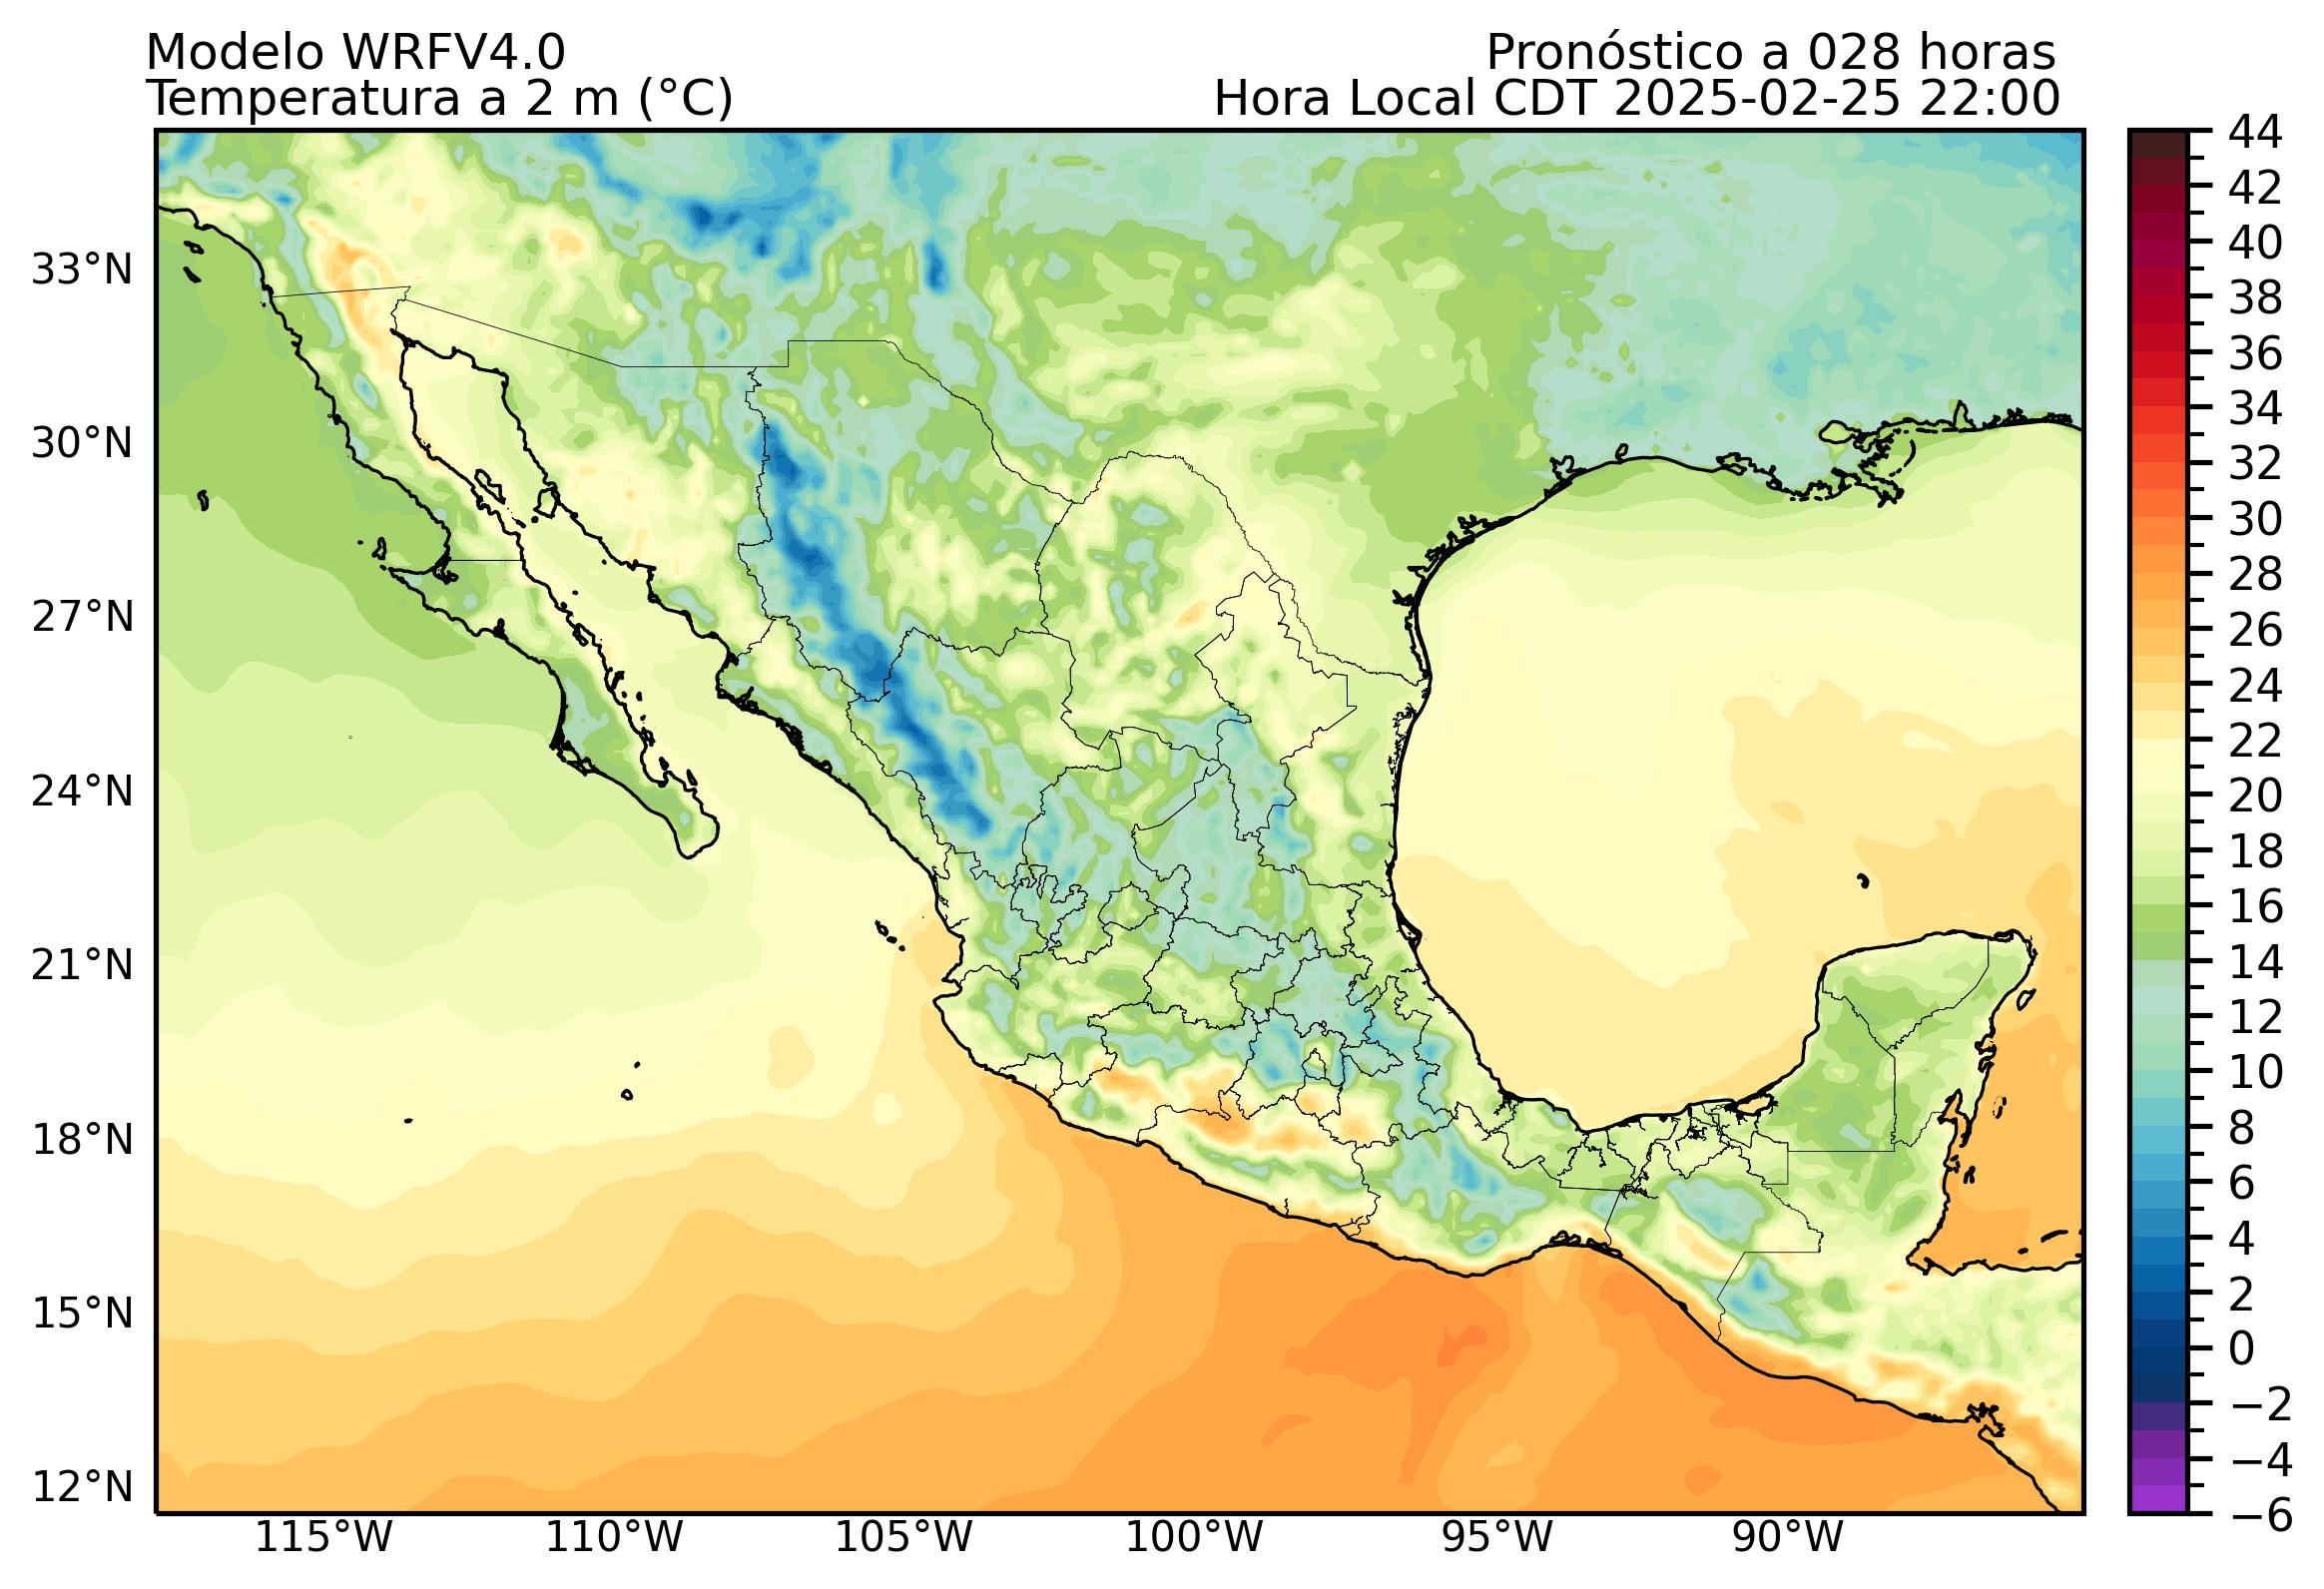 Modelo WRFV4.0
Pronóstico a 028 horas
Temperatura a 2 m (°C)
Hora Local CDT 2025-02-25 22:00
33°N
30°N
27°N
24°N
21°N
18°N
15°N
12°N
115°W
110°W
105°W
100°W
95°W
90°W
44
42
40
38
36
34
32
30
28
26
24
22
20
18
16
14
12
10
8
6
4
2
0
−2
−4
−6